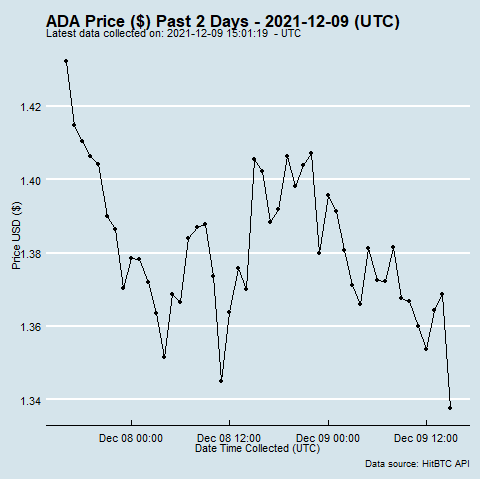 ADA Price ($) Past 2 Days - 2021-12-09 (UTC)
Latest data collected on: 2021-12-09 15:01:19 - UTC
Price USD ($)
1.42
1.40
1.38
1.36
1.34
Dec 08 00:00
Dec 08 12:00
Dec 09 00:00
Dec 09 12:00
Date Time Collected (UTC)
Data source: HitBTC API